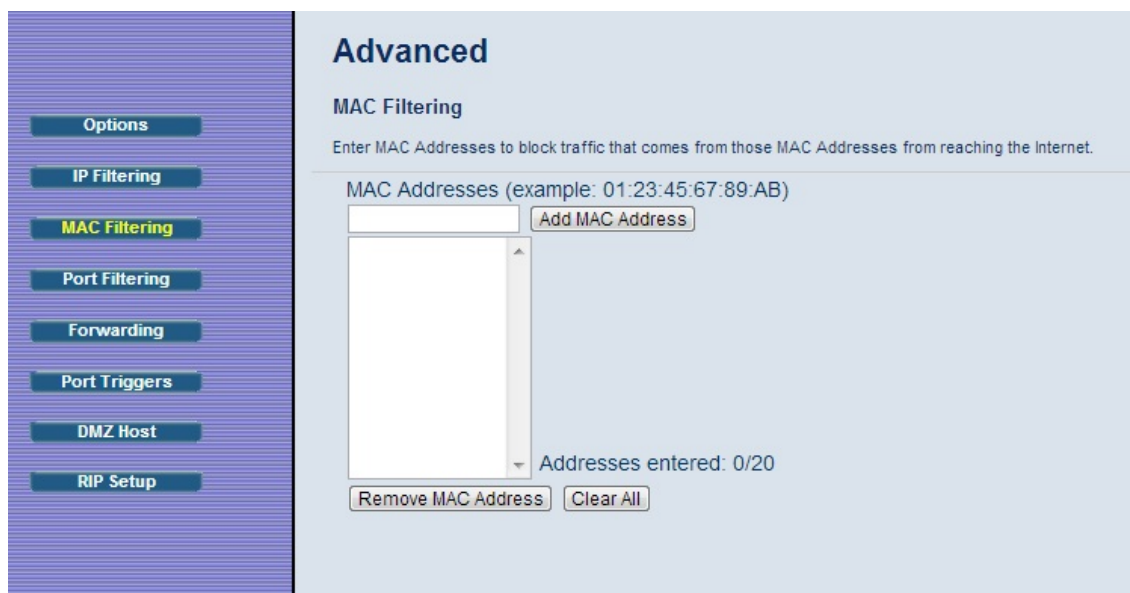 Options
IP Filtering
MAC Filtering
Port Filtering
Forwarding
Port Triggers
DMZ Host
RIP Setup
Advanced
MAC Filtering
Enter MAC Addresses to block traffic that comes from those MAC Addresses from reaching the Internet.
MAC Addresses (example: 01:23:45:67:89:AB)
Add MAC Address
Addresses entered: 0/20
Remove MAC Address Clear All